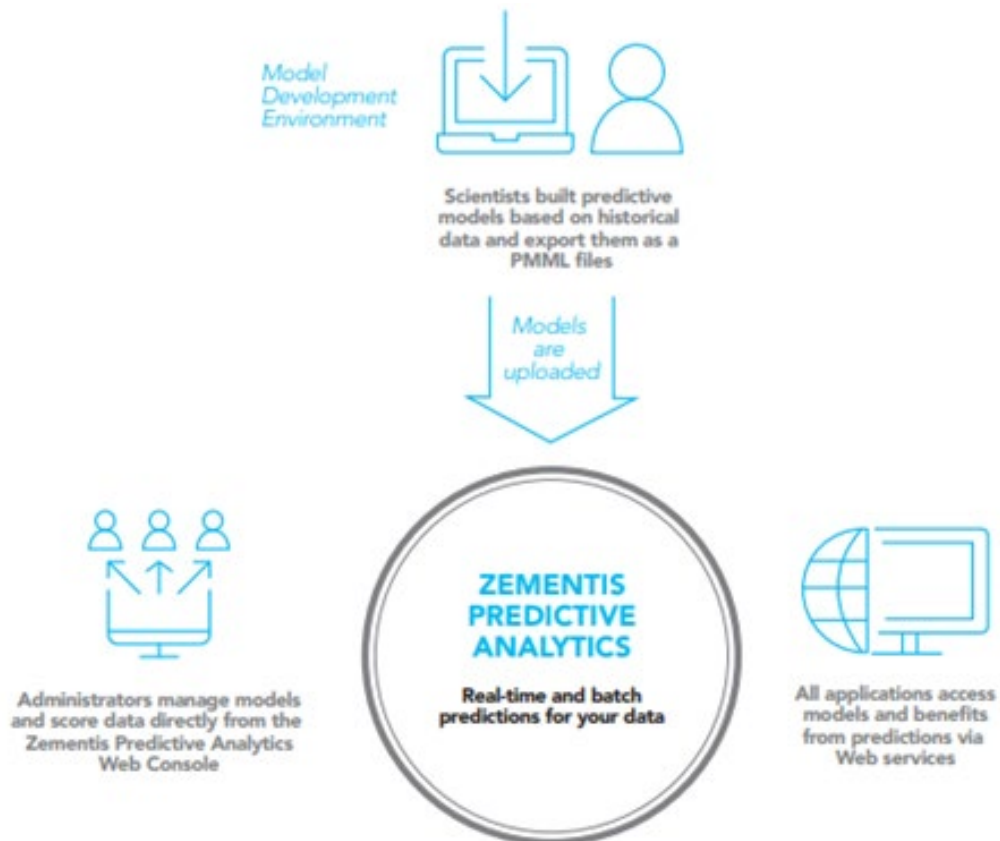 Model
Development
Environment
Scientists built predictive
models based on historical
data and export them as a
PMML files
Models
are
uploaded
ZEMENTIS
PREDICTIVE
ANALYTICS
Real-time and batch
predictions for your data
Administrators manage models
and score data directly from the
Zementis Predictive Analytics
Web Console
All applications access
models and benefits
from predictions via
Web services